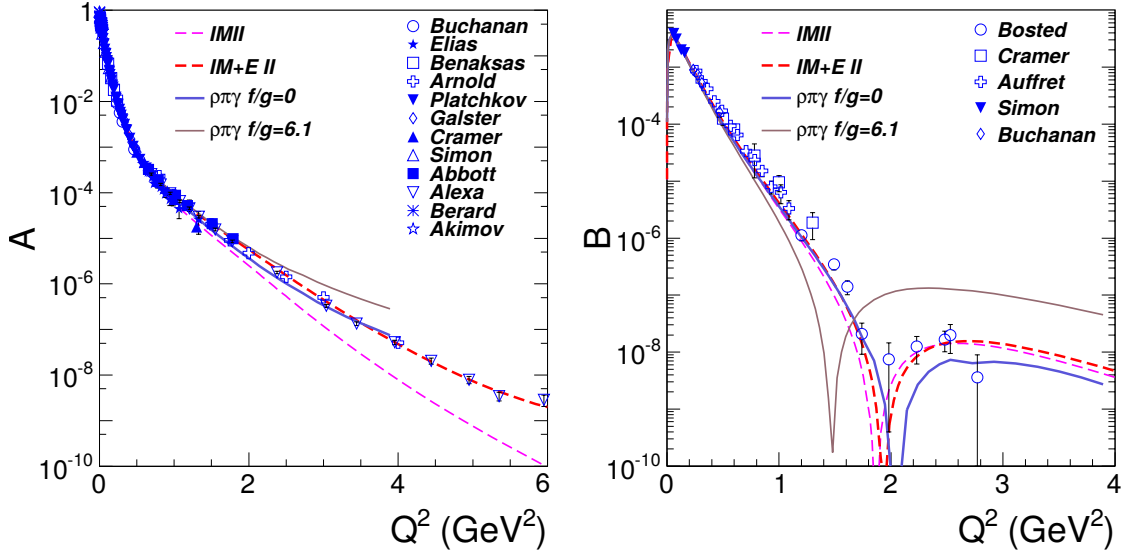 A
1
10^-2
10^-4
10^-6
10^-8
10^-10
0
2
4
6
Q^2 (GeV^2)
IMII
IM+E II
ρπγ f/g=0
ρπγ f/g=6.1
Buchanan
Elias
Benaksas
Arnold
Platchkov
Galster
Cramer
Simon
Abbott
Alexa
Berard
Akimov
B
10^-4
10^-6
10^-8
10^-10
0
1
2
3
4
Q^2 (GeV^2)
IMII
IM+E II
ρπγ f/g=0
ρπγ f/g=6.1
Bosted
Cramer
Auffret
Simon
Buchanan